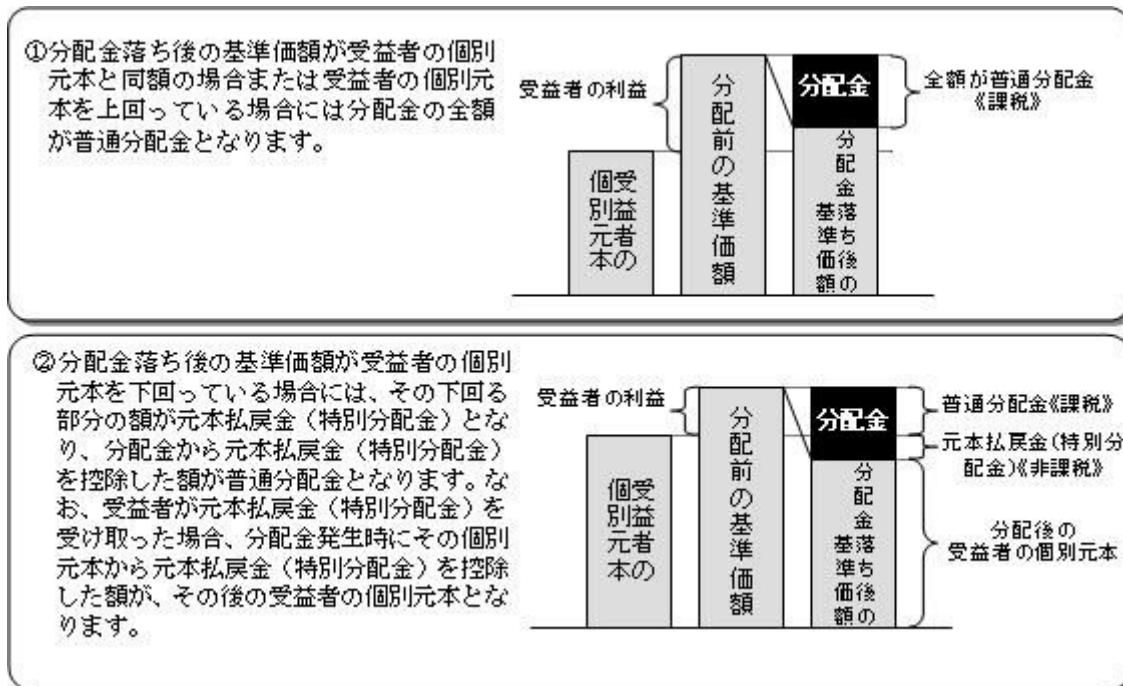 ①分配金落ち後の基準価額が受益者の個別
元本と同額の場合または受益者の個別元
本を上回っている場合には分配金の全額
が普通分配金となります。
受益者の利益
個別元本
受益者の
分配前の基準価額
分配金
分配金落ち後の
基準価額
全額が普通分配金
《課税》
②分配金落ち後の基準価額が受益者の個別
元本を下回っている場合には、その下回る
部分の額が元本払戻金（特別分配金）とな
り、分配金から元本払戻金（特別分配金）
を控除した額が普通分配金となります。な
お、受益者が元本払戻金（特別分配金）を
受け取った場合、分配金発生時にその個別
元本から元本払戻金（特別分配金）を控除
した額が、その後の受益者の個別元本とな
ります。
受益者の利益
受益者の
個別元本
分配前の基準価額
分配金
分配金落ち後の
基準価額
普通分配金《課税》
元本払戻金(特別分
配金)《非課税》
分配後の
受益者の個別元本